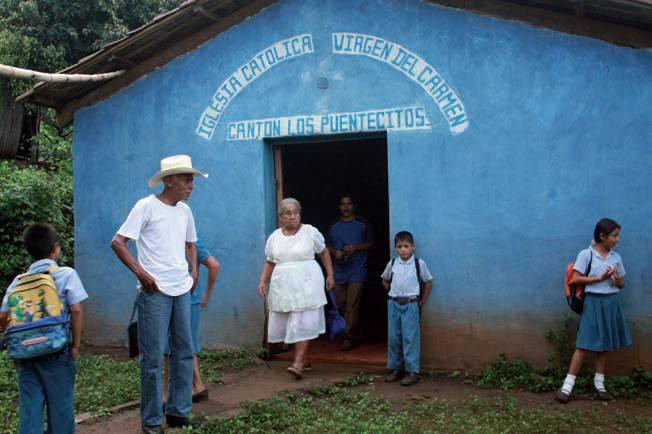 IGLESIA CATOLICA
VIRGEN DEL CARMEN
CANTON LOS PUENTECITOS.